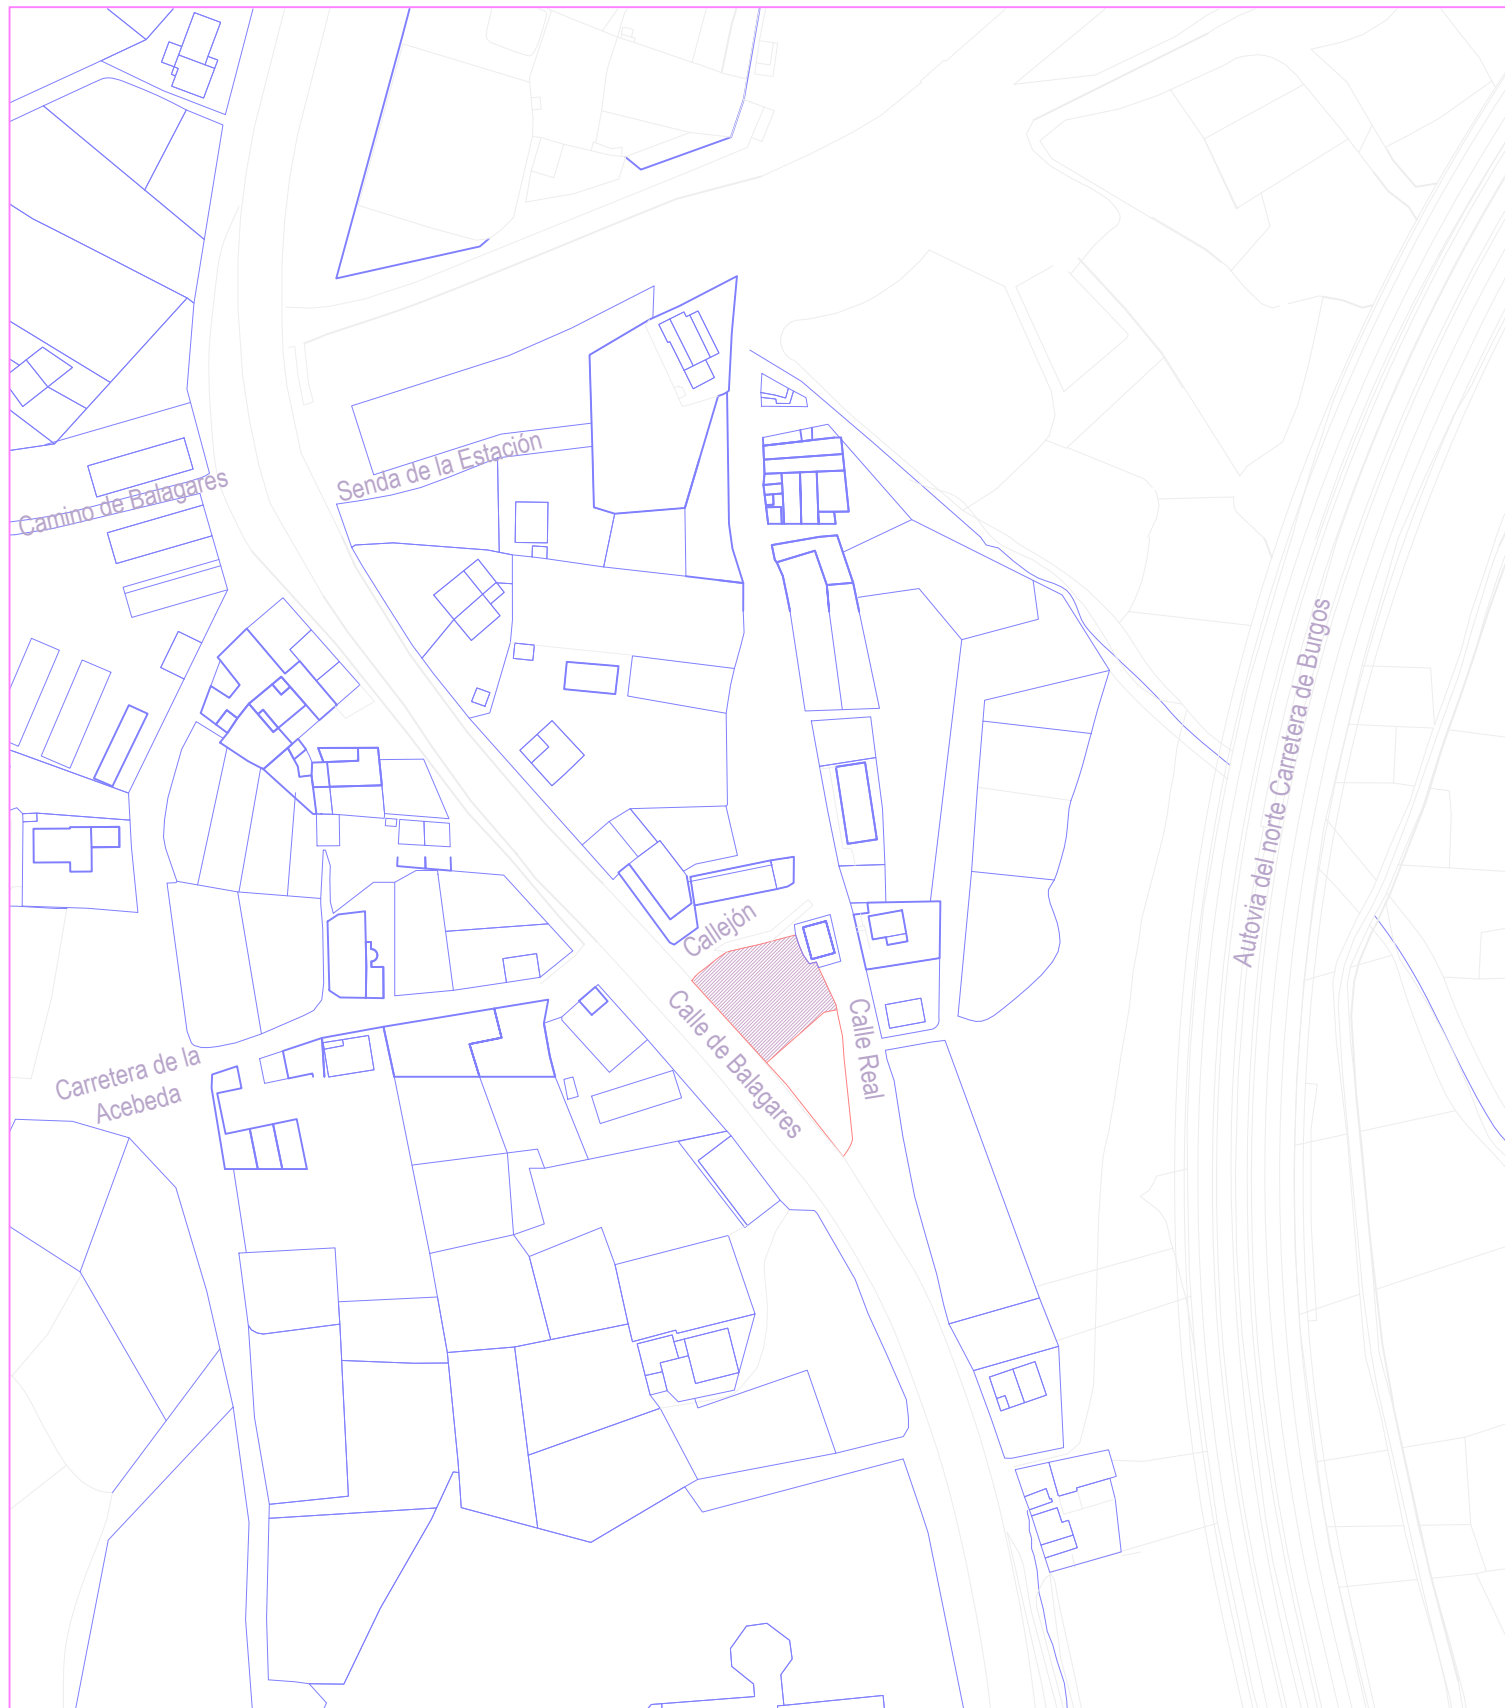 Senda de la Estación
Camino de Balagares
Autovia del norte Carretera de Burgos
Callejón
Calle de Balagares
Calle Real
Carretera de la
Acebeda